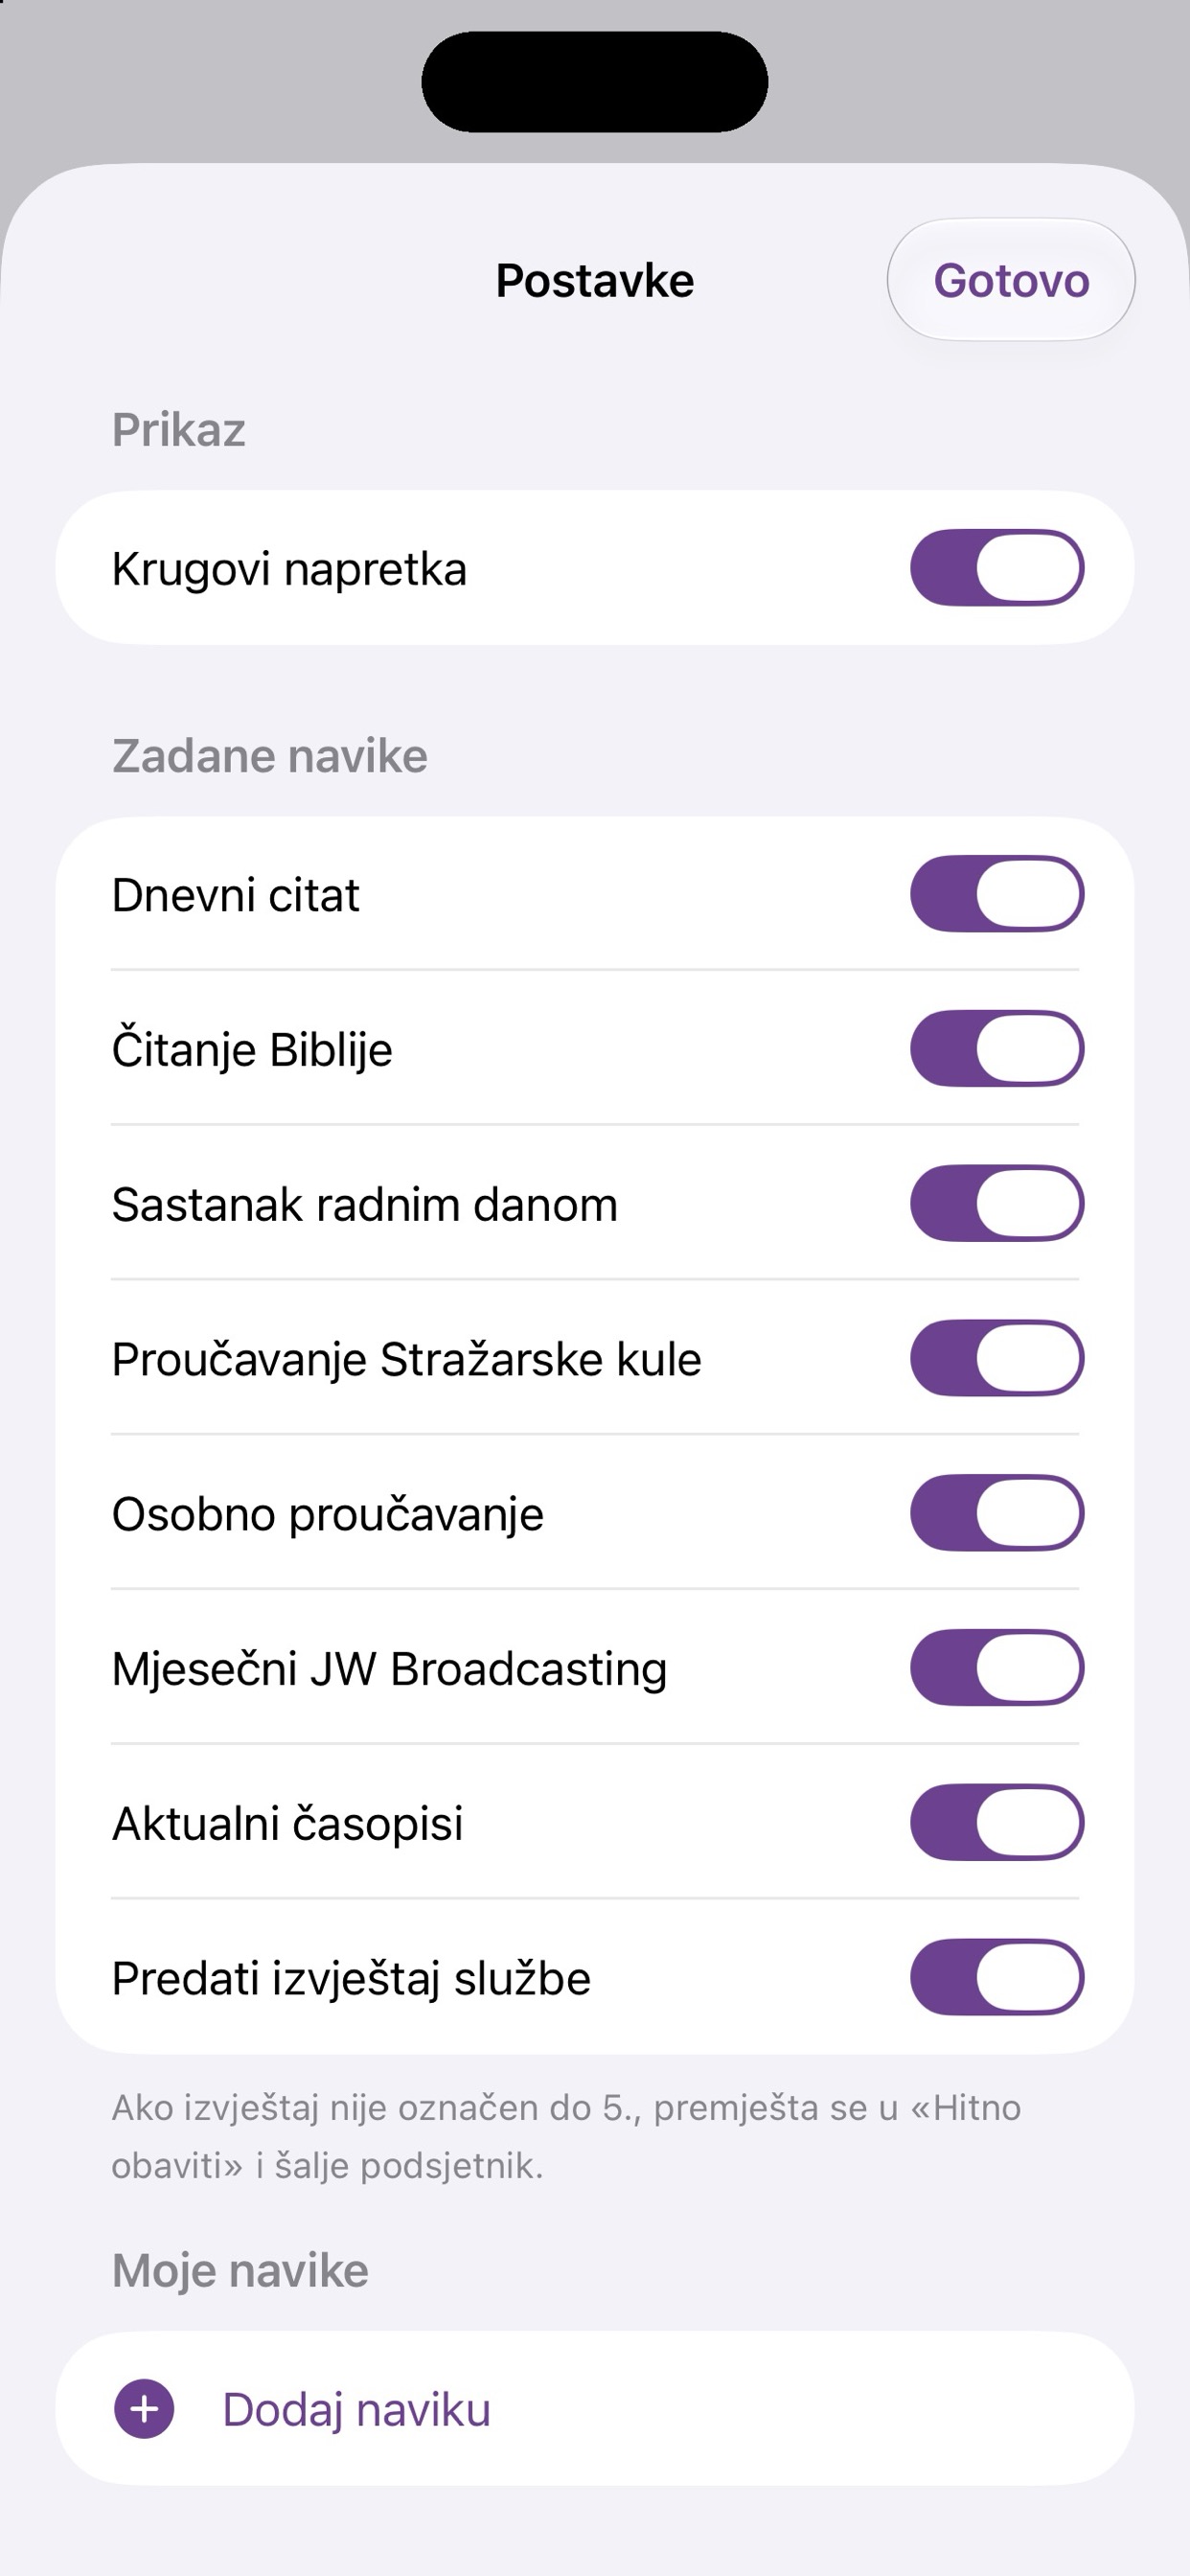 Postavke
Gotovo
Prikaz
Krugovi napretka
Zadane navike
Dnevni citat
Čitanje Biblije
Sastanak radnim danom
Proučavanje Stražarske kule
Osobno proučavanje
Mjesečni JW Broadcasting
Aktualni časopisi
Predati izvještaj službe
Ako izvještaj nije označen do 5., premješta se u «Hitno
obaviti» i šalje podsjetnik.
Moje navike
Dodaj naviku